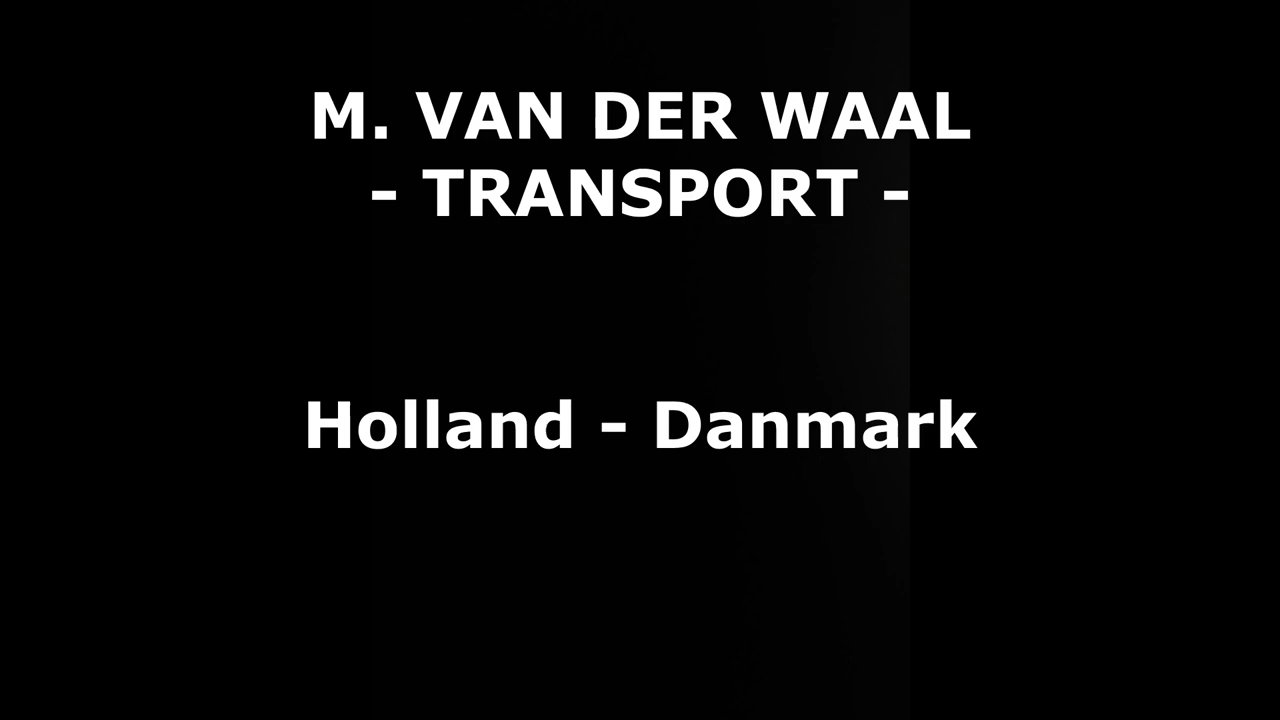 M. VAN DER WAAL
- TRANSPORT -
Holland - Danmark